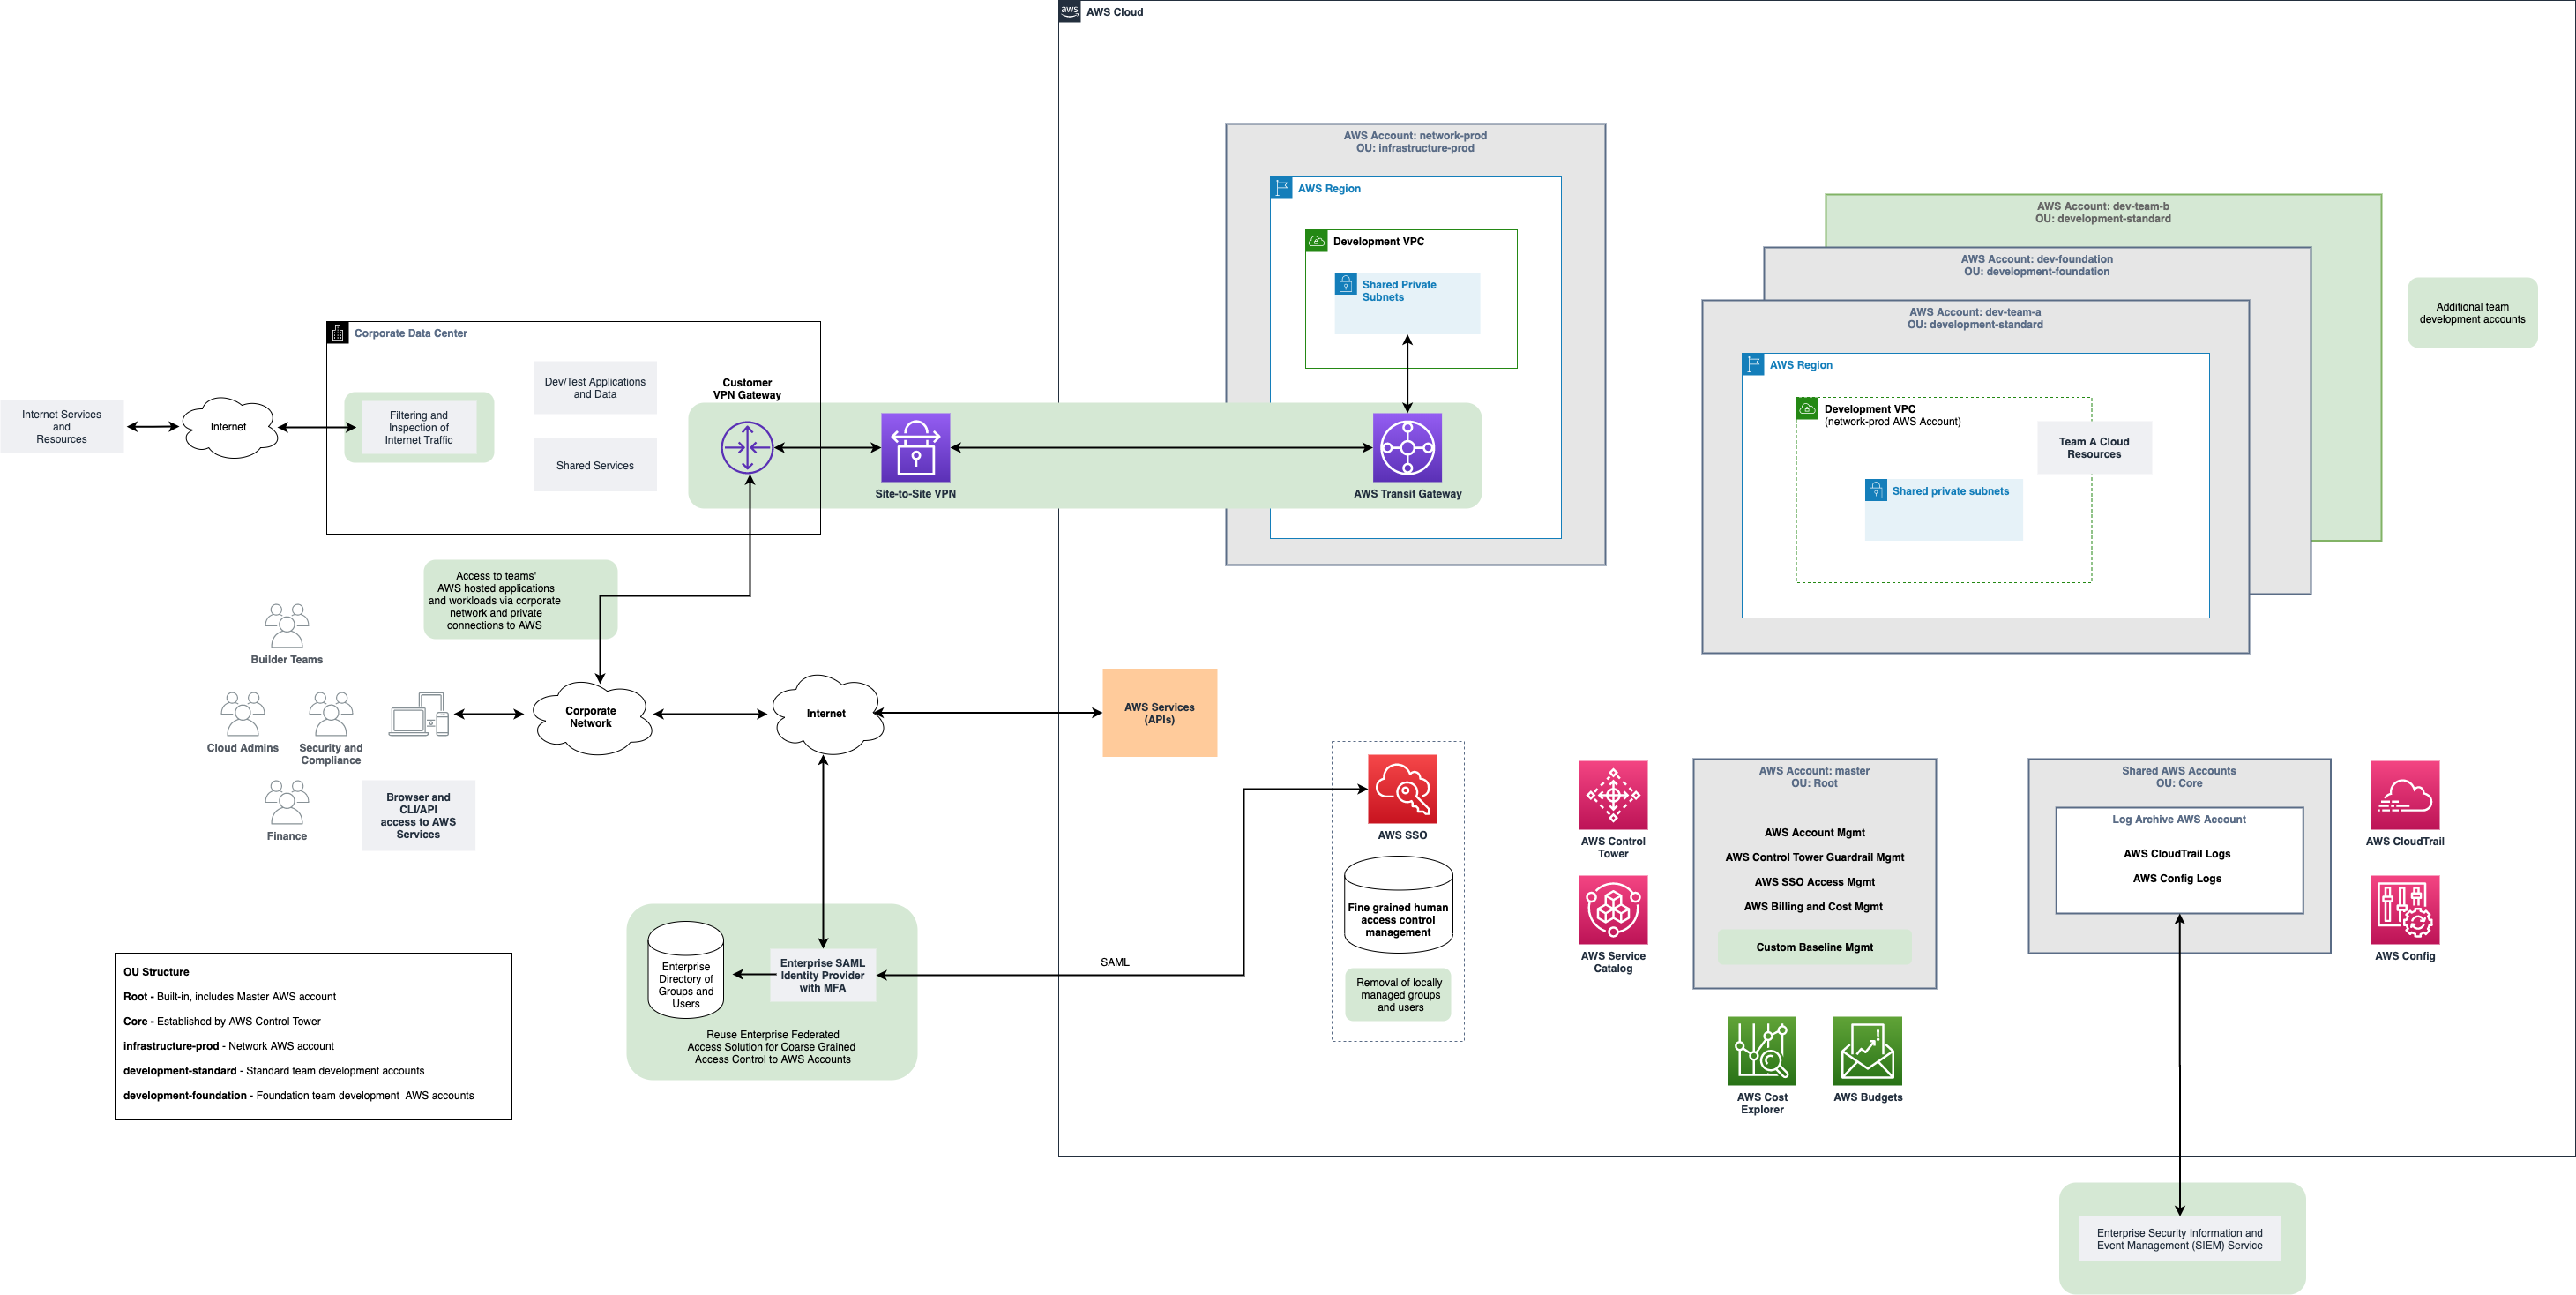 aws
AWS Cloud
AWS Account: network-prod
OU: infrastructure-prod
AWS Region
Development VPC
Shared Private
Subnets
AWS Account: dev-team-b
OU: development-standard
AWS Account: dev-foundation
OU: development-foundation
AWS Account: dev-team-a
OU: development-standard
AWS Region
Development VPC
(network-prod AWS Account)
Team A Cloud
Resources
Shared private subnets
Additional team
development accounts
Corporate Data Center
Internet Services
and
Resources
Internet
Filtering and
Inspection of
Internet Traffic
Dev/Test Applications
and Data
Shared Services
Customer
VPN Gateway
Site-to-Site VPN
AWS Transit Gateway
Access to teams'
AWS hosted applications
and workloads via corporate
network and private
connections to AWS
Builder Teams
Cloud Admins
Security and
Compliance
Finance
Browser and
CLI/API
access to AWS
Services
Corporate
Network
Internet
AWS Services
(APIs)
AWS SSO
Fine grained human
access control
management
Removal of locally
managed groups
and users
AWS Control
Tower
AWS Service
Catalog
AWS Account: master
OU: Root
AWS Account Mgmt
AWS Control Tower Guardrail Mgmt
AWS SSO Access Mgmt
AWS Billing and Cost Mgmt
Custom Baseline Mgmt
AWS Cost
Explorer
AWS Budgets
Shared AWS Accounts
OU: Core
Log Archive AWS Account
AWS CloudTrail Logs
AWS Config Logs
AWS CloudTrail
AWS Config
SAML
Enterprise
Directory of
Groups and
Users
Enterprise SAML
Identity Provider
with MFA
Reuse Enterprise Federated
Access Solution for Coarse Grained
Access Control to AWS Accounts
OU Structure
Root - Built-in, includes Master AWS account
Core - Established by AWS Control Tower
infrastructure-prod - Network AWS account
development-standard - Standard team development accounts
development-foundation - Foundation team development AWS accounts
Enterprise Security Information and
Event Management (SIEM) Service